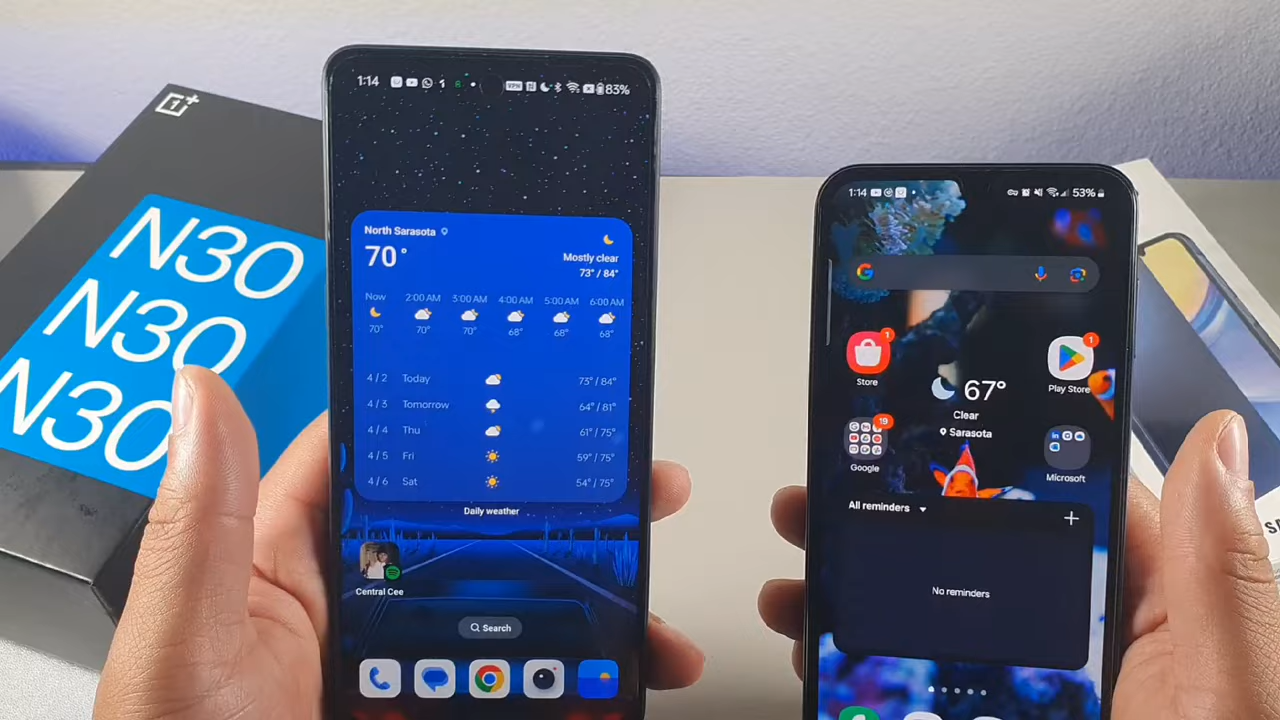 N30
N30
N30
1:14
VPN
83%
North Sarasota
70°
Mostly clear
73° / 84°
Now
2:00 AM
3:00 AM
4:00 AM
5:00 AM
6:00 AM
70°
70°
70°
68°
68°
68°
4/2 Today 73° / 84°
4/3 Tomorrow 64° / 81°
4/4 Thu 61° / 75°
4/5 Fri 59° / 75°
4/6 Sat 54° / 75°
Daily weather
Central Cee
Search
1:14
53%
1
Store
1
Play Store
67°
Clear
Sarasota
19
Google
Microsoft
All reminders
No reminders